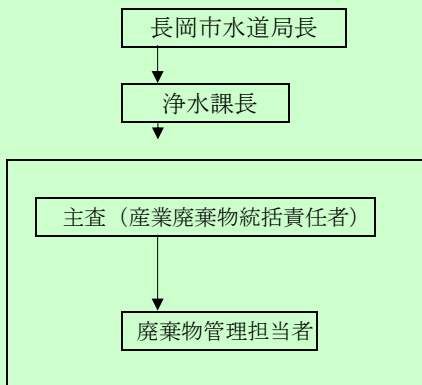 長岡市水道局長
浄水課長
主査（産業廃棄物統括責任者）
廃棄物管理担当者